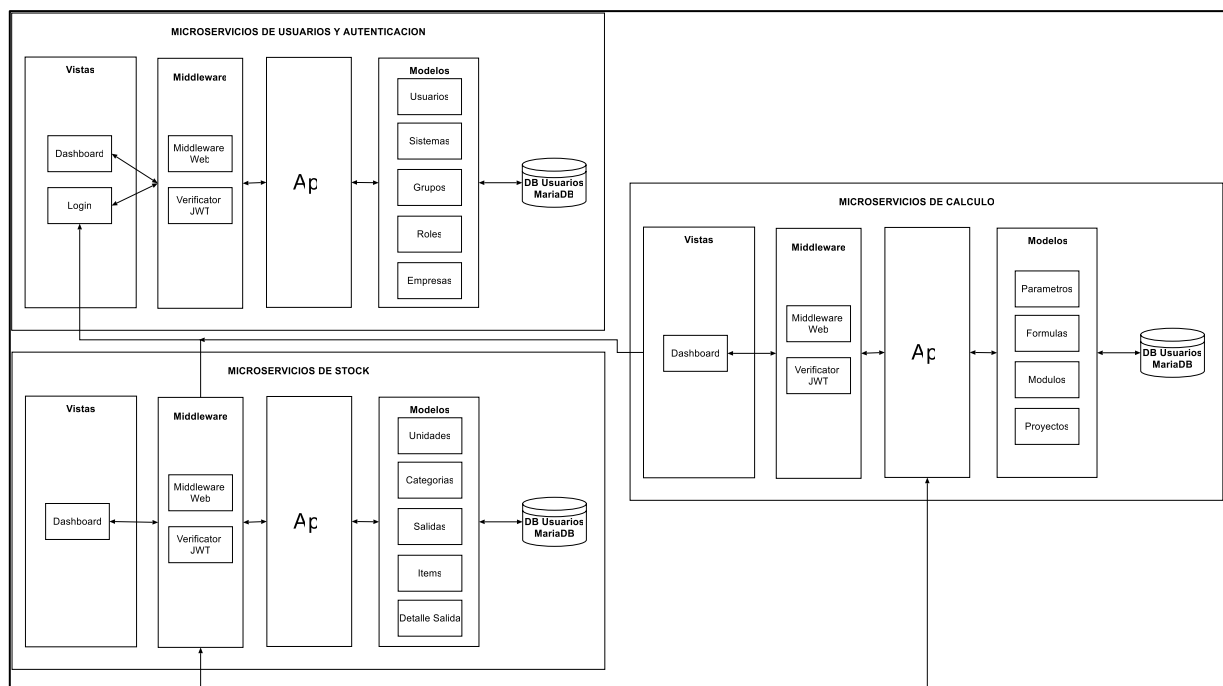 MICROSERVICIOS DE USUARIOS Y AUTENTICACION
Vistas
Dashboard
Login
Middleware
Middleware
Web
Verificator
JWT
Ap
Modelos
Usuarios
Sistemas
Grupos
Roles
Empresas
DB Usuarios
MariaDB
MICROSERVICIOS DE STOCK
Vistas
Dashboard
Middleware
Middleware
Web
Verificator
JWT
Ap
Modelos
Unidades
Categorias
Salidas
Items
Detalle Salida
DB Usuarios
MariaDB
MICROSERVICIOS DE CALCULO
Vistas
Dashboard
Middleware
Middleware
Web
Verificator
JWT
Ap
Modelos
Parametros
Formulas
Modulos
Proyectos
DB Usuarios
MariaDB